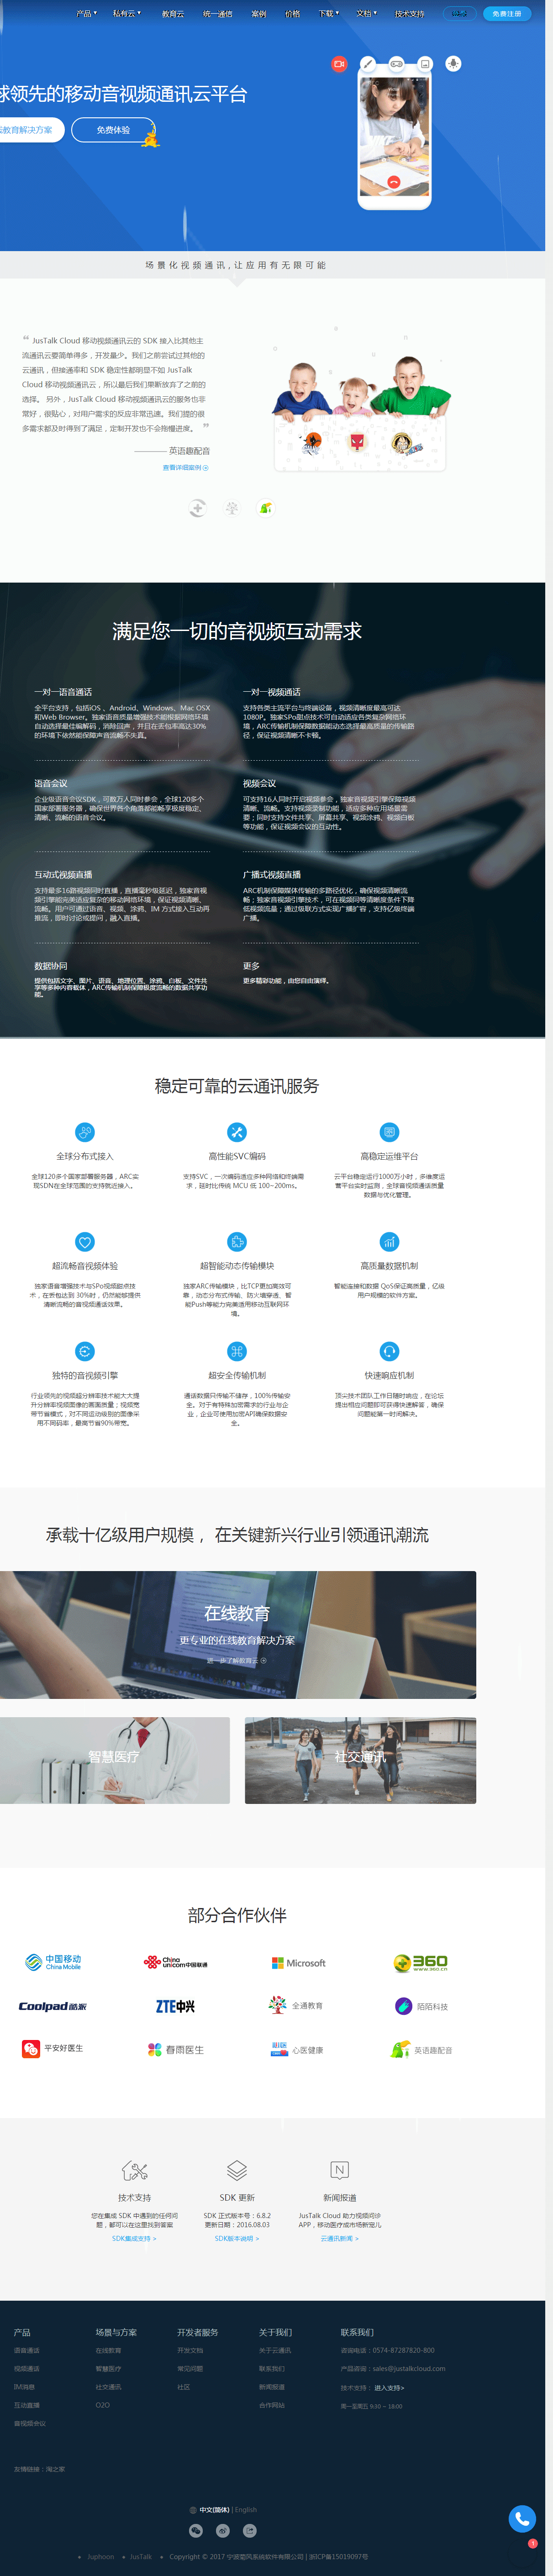 产品 ▼ 私有云 ▼ 教育云 统一通信 案例 价格 下载 ▼ 文档 ▼ 技术支持 免费注册
球领先的移动音视频通讯云平台
教育解决方案 免费体验
场景化视频通讯,让应用有无限可能
“ JusTalk Cloud 移动视频通讯云的 SDK 接入比其他主
流通讯云要简单得多，开发量少。我们之前尝试过其他的
云通讯，但接通率和 SDK 稳定性都明显不如 JusTalk
Cloud 移动视频通讯云，所以最后我们果断放弃了之前的
选择。 另外，JusTalk Cloud 移动视频通讯云的服务也非
常好，很贴心，对用户需求的反应非常迅速。我们提的很
多需求都及时得到了满足，定制开发也不会拖慢进度。 ”
———— 英语趣配音
查看详细案例
满足您一切的音视频互动需求
一对一语音通话
全平台支持，包括iOS 、Android、Windows、Mac OSX
和Web Browser。独家语音质量增强技术能根据网络环境
自动选择最佳编解码，消除回声，并且在丢包率高达30%
的环境下依然能保障声音流畅不失真。
一对一视频通话
支持各类主流平台与终端设备，视频清晰度最高可达
1080P。独家SPo甜点技术可自动适应各类复杂网络环
境，ARC传输机制保障数据能动态选择最高质量的传输路
径，保证视频清晰不卡顿。
语音会议
企业级语音会议SDK，可数万人同时参会，全球120多个
国家部署服务器，确保世界各个角落都能畅享极度稳定、
清晰、流畅的语音会议。
视频会议
可支持16人同时开启视频参会，独家音视频引擎保障视频
清晰、流畅。支持视频录制功能，适应多种应用场景需
要；同时支持文件共享、屏幕共享、视频涂鸦、视频白板
等功能，保证视频会议的互动性。
互动式视频直播
支持最多16路视频同时直播，直播毫秒级延迟，独家音视
频引擎能完美适应复杂的移动网络环境，保证视频清晰、
流畅。用户可通过语音、视频、涂鸦、IM 方式接入互动再
推流，即时讨论或提问，融入直播。
广播式视频直播
ARC机制保障媒体传输的多路径优化，确保视频清晰流
畅；独家音视频引擎技术，可在视频同等清晰度条件下降
低视频流量；通过级联方式实现广播扩容，支持亿级终端
广播。
数据协同
提供包括文字、图片、语音、地理位置、涂鸦、白板、文件共
享等多种内容载体，ARC传输机制保障极度流畅的数据共享功
能。
更多
更多精彩功能，由您自由演绎。
稳定可靠的云通讯服务
全球分布式接入
全球120多个国家部署服务器，ARC实
现SDN在全球范围的支持就近接入。
高性能SVC编码
支持SVC，一次编码适应多种网络和终端需
求，延时比传统 MCU 低 100~200ms。
高稳定运维平台
云平台稳定运行1000万小时，多维度运
营平台实时监测，全球音视频通话质量
数据与优化管理。
超流畅音视频体验
独家语音增强技术与SPo视频甜点技
术，在丢包达到 30%时，仍然能够提供
清晰流畅的音视频通话效果。
超智能动态传输模块
独家ARC传输模块，比TCP更加高效可
靠，动态分布式传输、防火墙穿透、智
能Push等能力完美适用移动互联网环
境。
高质量数据机制
智能连接和数据 QoS保证高质量，亿级
用户规模的软件方案。
独特的音视频引擎
行业领先的视频超分辨率技术能大大提
升分辨率视频图像的画面质量；视频宽
带节省模式，对不同运动级别的图像采
用不同码率，最高节省90%带宽。
超安全传输机制
通话数据只传输不储存，100%传输安
全。对于有特殊加密需求的行业与企
业，企业可使用加密API确保数据安
全。
快速响应机制
顶尖技术团队工作日随时响应，在论坛
提出相应问题即可获得快速解答，确保
问题能第一时间解决。
承载十亿级用户规模， 在关键新兴行业引领通讯潮流
在线教育
更专业的在线教育解决方案
进一步了解教育云
智慧医疗 社交通讯
部分合作伙伴
中国移动 China Mobile
China unicom中国联通
Microsoft
360 www.360.cn
Coolpad酷派
ZTE中兴
全通教育
陌陌科技
平安好医生
春雨医生
心医健康
英语趣配音
技术支持
您在集成 SDK 中遇到的任何问
题，都可以在这里找到答案
SDK集成支持 >
SDK 更新
SDK 正式版本号：6.8.2
更新日期：2016.08.03
SDK版本说明 >
新闻报道
JusTalk Cloud 助力视频问诊
APP，移动医疗成市场新宠儿
云通讯新闻 >
产品
语音通话
视频通话
IM消息
互动直播
音视频会议
场景与方案
在线教育
智慧医疗
社交通讯
O2O
开发者服务
开发文档
常见问题
社区
关于我们
关于云通讯
联系我们
新闻报道
合作网站
联系我们
咨询电话：0574-87287820-800
产品咨询：sales@justalkcloud.com
技术支持： 进入支持>
周一至周五 9:30 ~ 18:00
友情链接：淘之家
中文(简体) | English
Juphoon JusTalk Copyright © 2017 宁波菊风系统软件有限公司 | 浙ICP备15019097号
1